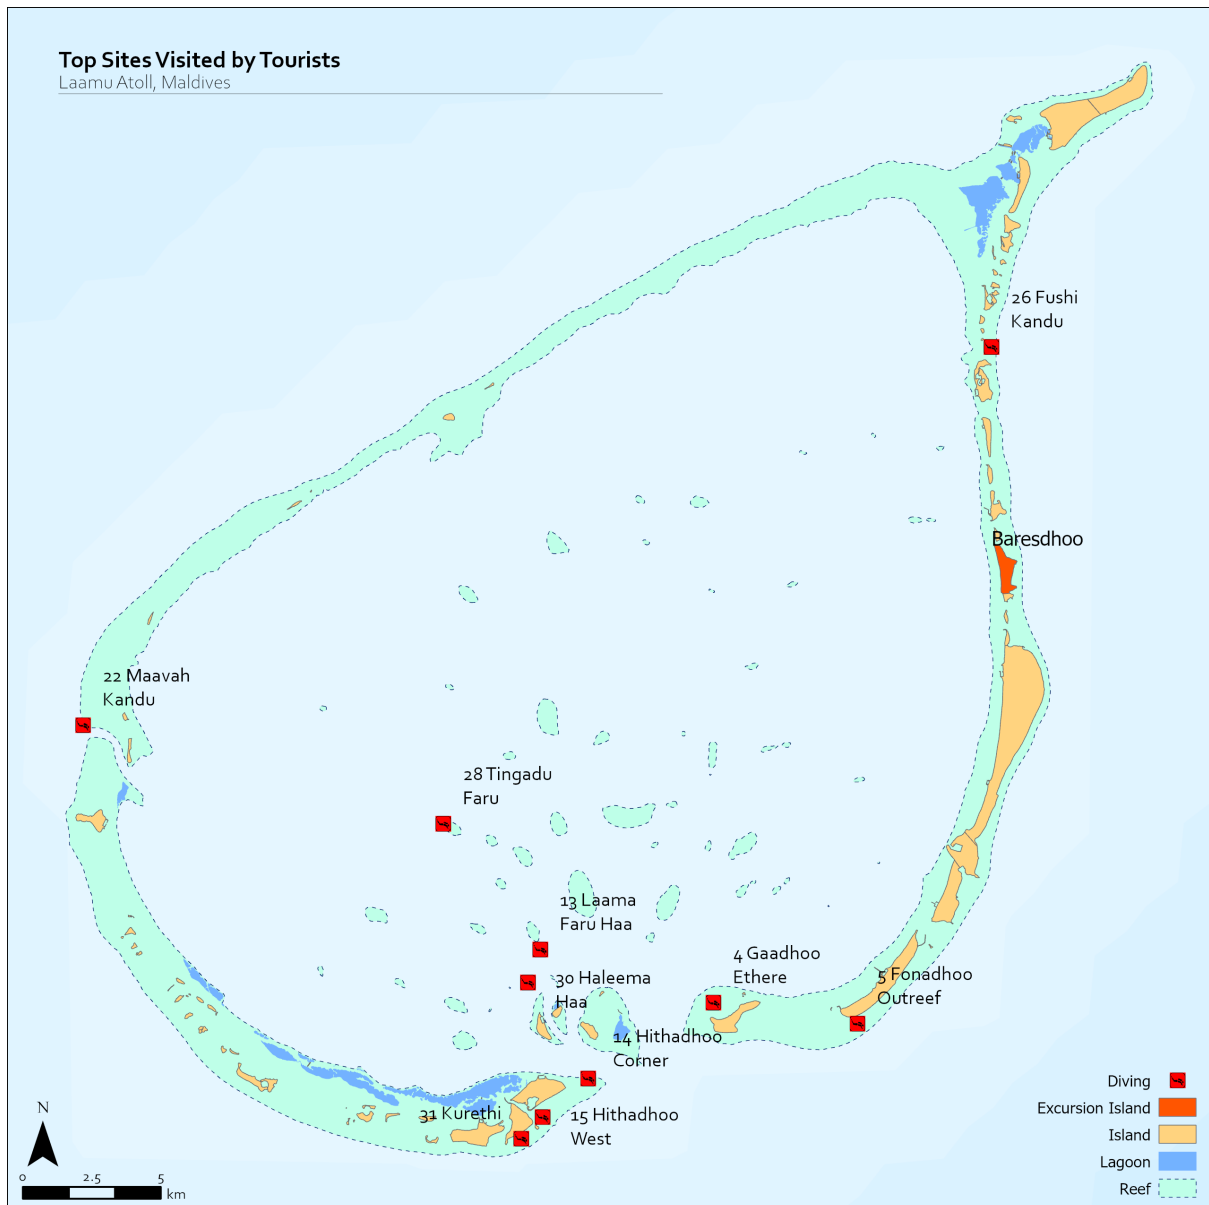 Top Sites Visited by Tourists
Laamu Atoll, Maldives
26 Fushi
Kandu
Baresdhoo
22 Maavah
Kandu
28 Tingadu
Faru
13 Laama
Faru Haa
4 Gaadhoo
Ethere
5 Fonadhoo
Outreef
30 Haleema
Haa
14 Hithadhoo
Corner
31 Kurethi
15 Hithadhoo
West
Diving
Excursion Island
Island
Lagoon
Reef
N
0 2.5 5
km